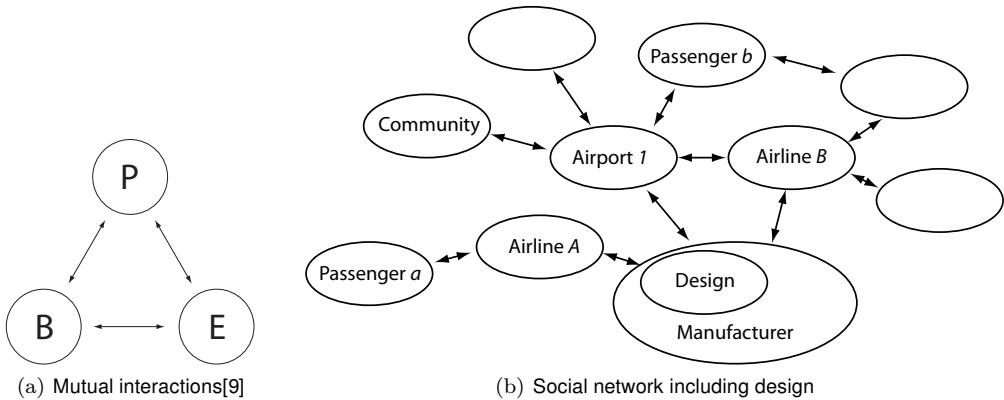 P
B
E
(a) Mutual interactions[9]
Passenger b
Community
Airport 1
Airline B
Airline A
Passenger a
Design
Manufacturer
(b) Social network including design